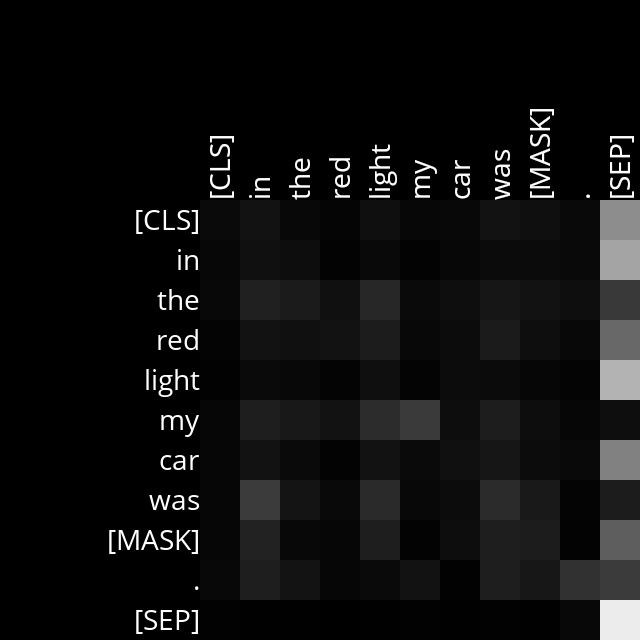 [CLS] in the red light my car was [MASK] . [SEP]
[CLS]
in
the
red
light
my
car
was
[MASK]
.
[SEP]